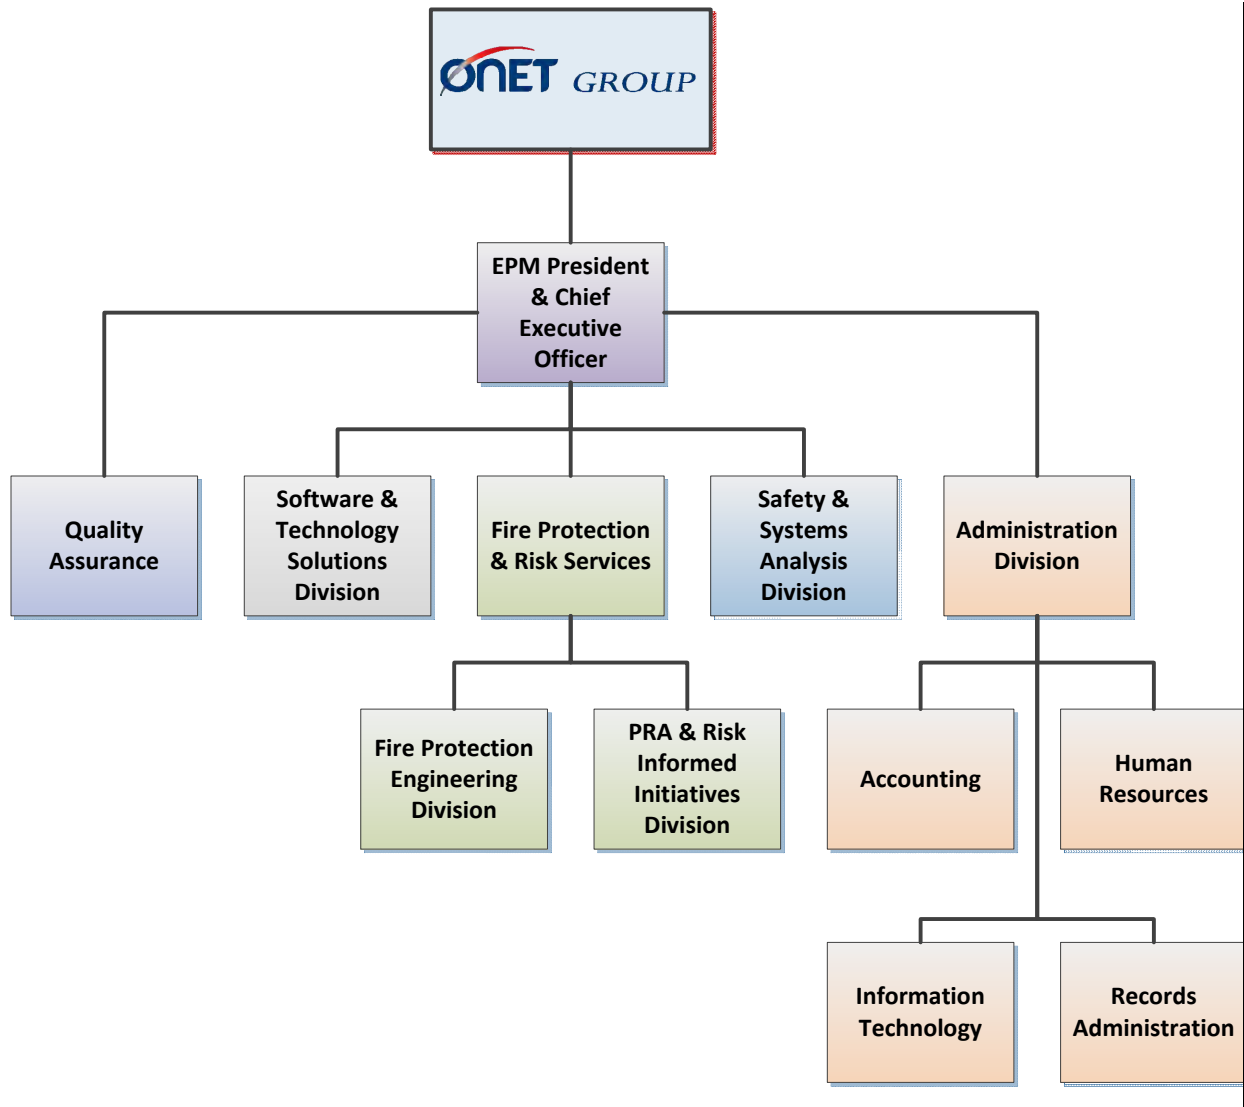 ONET GROUP
EPM President
& Chief
Executive
Officer
Quality
Assurance
Software &
Technology
Solutions
Division
Fire Protection
& Risk Services
Safety &
Systems
Analysis
Division
Administration
Division
Fire Protection
Engineering
Division
PRA & Risk
Informed
Initiatives
Division
Accounting
Human
Resources
Information
Technology
Records
Administration